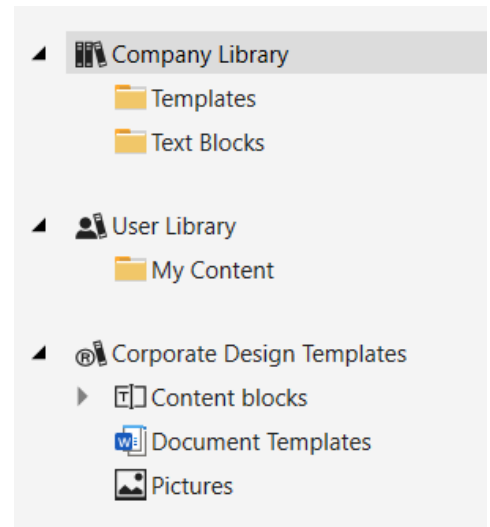 Company Library
Templates
Text Blocks
User Library
My Content
® Corporate Design Templates
Content blocks
Document Templates
Pictures